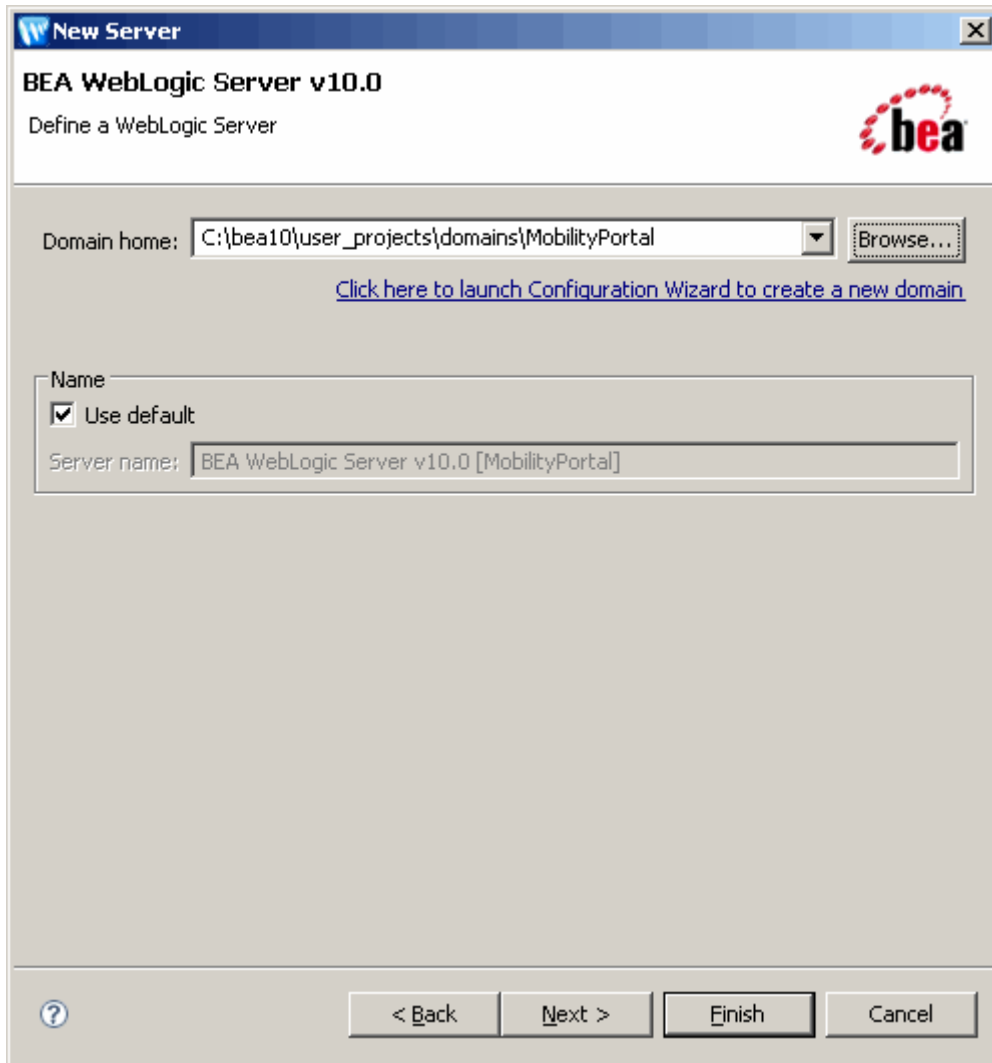 New Server
BEA WebLogic Server v10.0
Define a WebLogic Server
bea
Domain home: C:\bea10\user_projects\domains\MobilityPortal Browse...
Click here to launch Configuration Wizard to create a new domain
Name
Use default
Server name: BEA WebLogic Server v10.0 [MobilityPortal]
? < Back Next > Finish Cancel